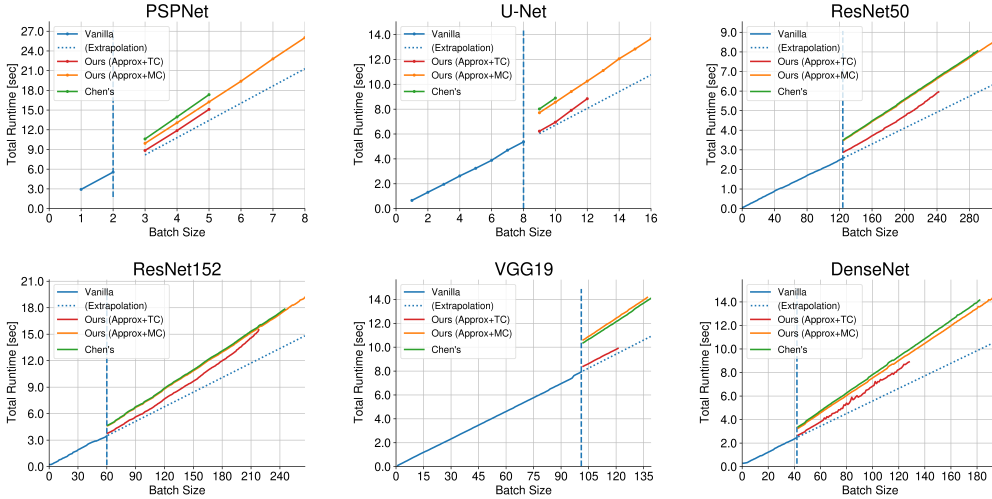 PSPNet
Total Runtime [sec]
27.0
24.0
21.0
18.0
15.0
12.0
9.0
6.0
3.0
0.0
Vanilla
(Extrapolation)
Ours (Approx+TC)
Ours (Approx+MC)
Chen's
0 1 2 3 4 5 6 7 8
Batch Size
U-Net
Total Runtime [sec]
14.0
12.0
10.0
8.0
6.0
4.0
2.0
0.0
Vanilla
(Extrapolation)
Ours (Approx+TC)
Ours (Approx+MC)
Chen's
0 2 4 6 8 10 12 14 16
Batch Size
ResNet50
Total Runtime [sec]
9.0
8.0
7.0
6.0
5.0
4.0
3.0
2.0
1.0
0.0
Vanilla
(Extrapolation)
Ours (Approx+TC)
Ours (Approx+MC)
Chen's
0 40 80 120 160 200 240 280
Batch Size
ResNet152
Total Runtime [sec]
21.0
18.0
15.0
12.0
9.0
6.0
3.0
0.0
Vanilla
(Extrapolation)
Ours (Approx+TC)
Ours (Approx+MC)
Chen's
0 30 60 90 120 150 180 210 240
Batch Size
VGG19
Total Runtime [sec]
14.0
12.0
10.0
8.0
6.0
4.0
2.0
0.0
Vanilla
(Extrapolation)
Ours (Approx+TC)
Ours (Approx+MC)
Chen's
0 15 30 45 60 75 90 105 120 135
Batch Size
DenseNet
Total Runtime [sec]
14.0
12.0
10.0
8.0
6.0
4.0
2.0
0.0
Vanilla
(Extrapolation)
Ours (Approx+TC)
Ours (Approx+MC)
Chen's
0 20 40 60 80 100 120 140 160 180
Batch Size